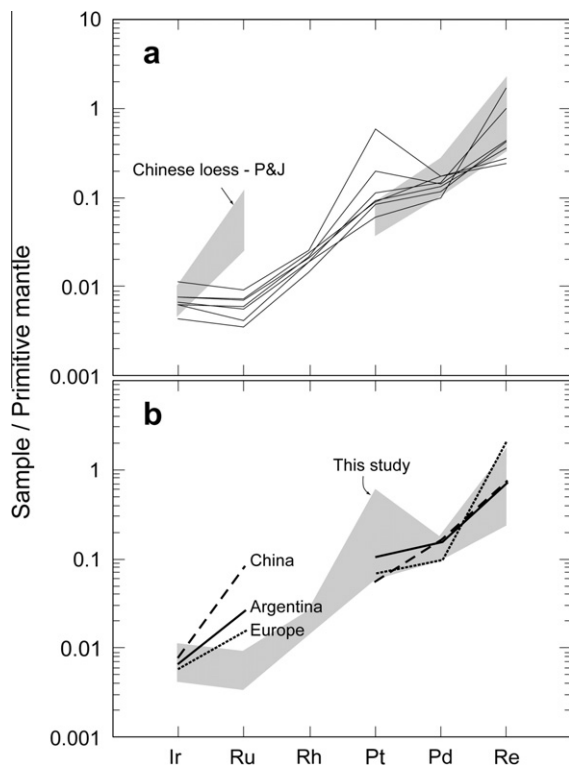 Sample / Primitive mantle
10
a
1
Chinese loess - P&J
0.1
0.01
0.001
b
1
This study
0.1
China
Argentina
0.01
Europe
0.001
Ir Ru Rh Pt Pd Re